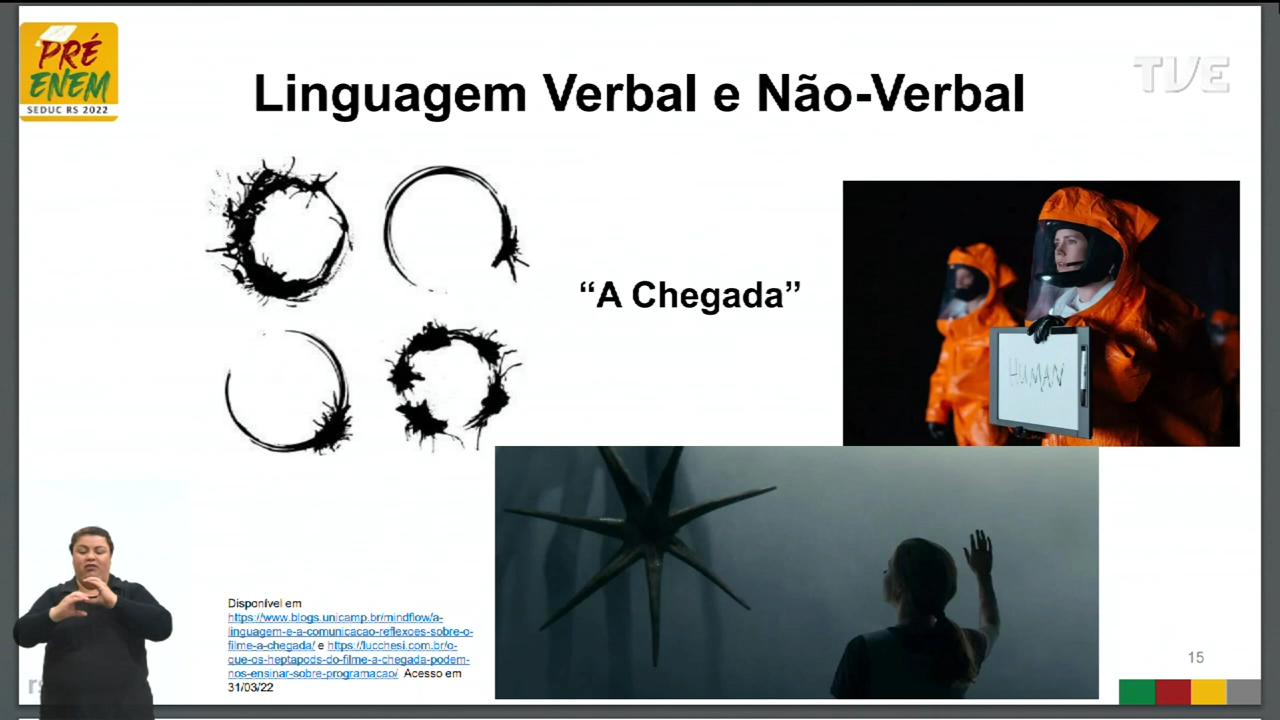 PRÉ
ENEM
SEDUC RS 2022
Linguagem Verbal e Não-Verbal
TVE
“A Chegada”
HUMAN
Disponível em
https://www.blogs.unicamp.br/mindflow/a-
linguagem-e-a-comunicacao-reflexoes-sobre-o-
filme-a-chegada/ e https://lucchesi.com.br/o-
que-os-heptapods-do-filme-a-chegada-podem-
nos-ensinar-sobre-programacao/ Acesso em
31/03/22
15